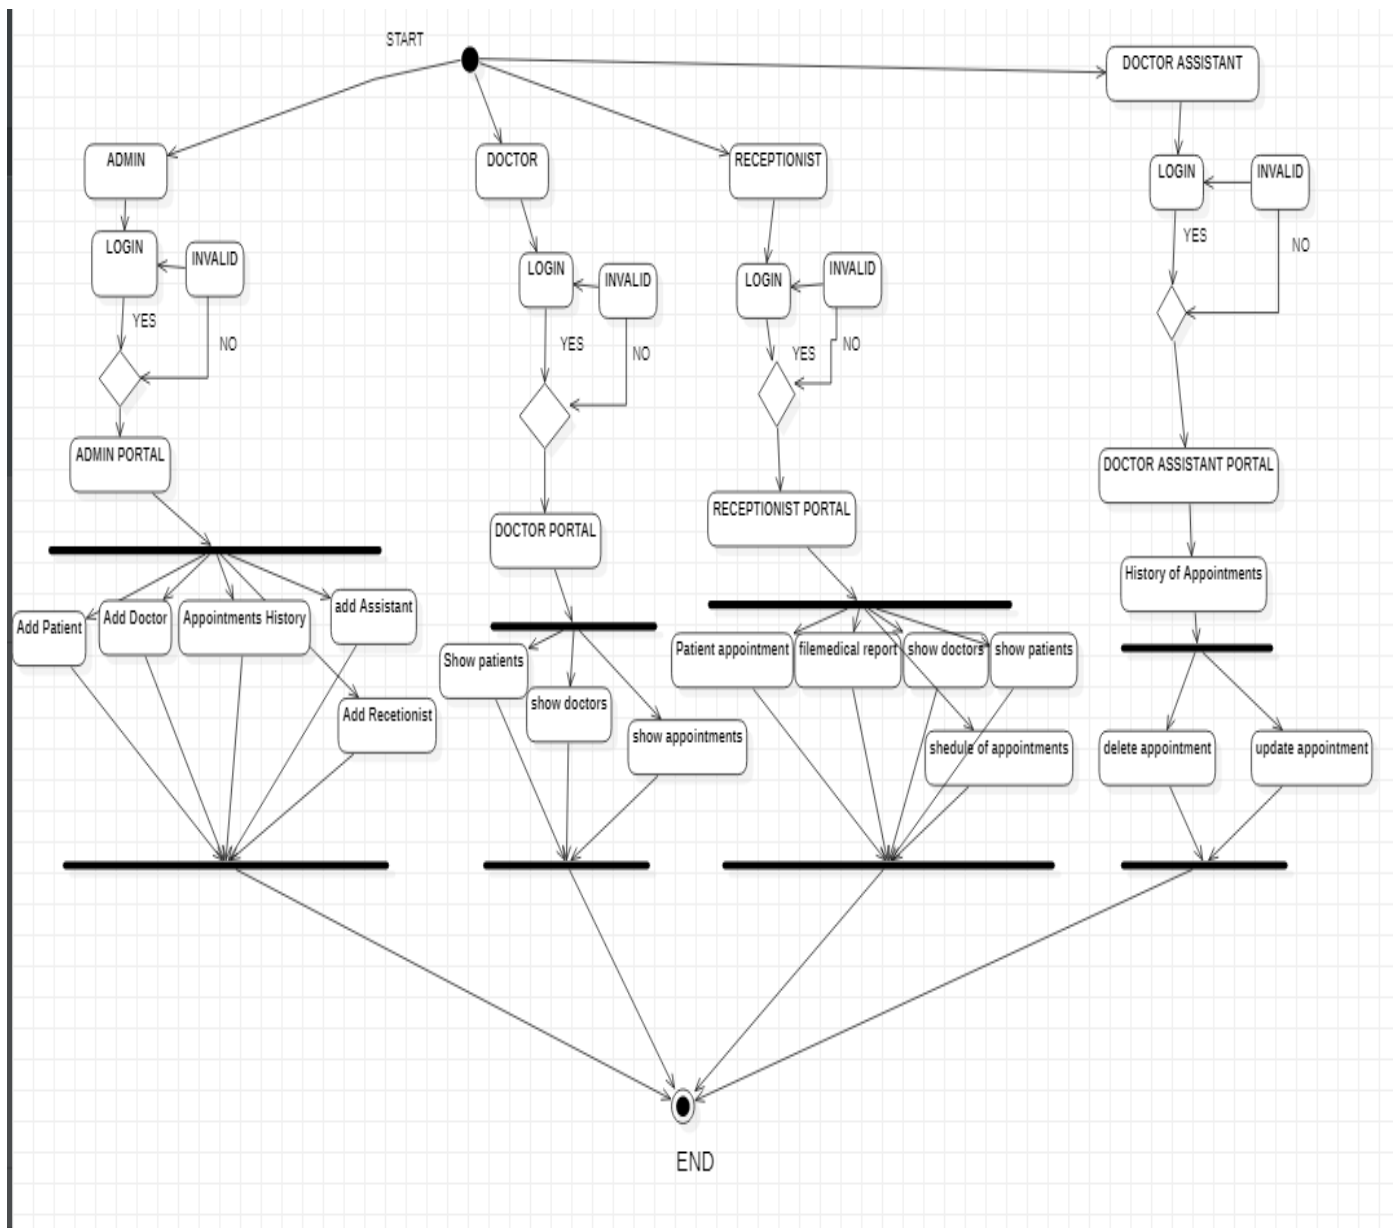 START
DOCTOR ASSISTANT
ADMIN
DOCTOR
RECEPTIONIST
LOGIN
INVALID
YES
NO
LOGIN
INVALID
YES
NO
LOGIN
INVALID
YES
NO
LOGIN
INVALID
YES
NO
ADMIN PORTAL
DOCTOR PORTAL
RECEPTIONIST PORTAL
DOCTOR ASSISTANT PORTAL
History of Appointments
Add Patient
Add Doctor
Appointments History
add Assistant
Add Recetionist
Show patients
show doctors
show appointments
Patient appointment
filemedical report
show doctors
show patients
shedule of appointments
delete appointment
update appointment
END